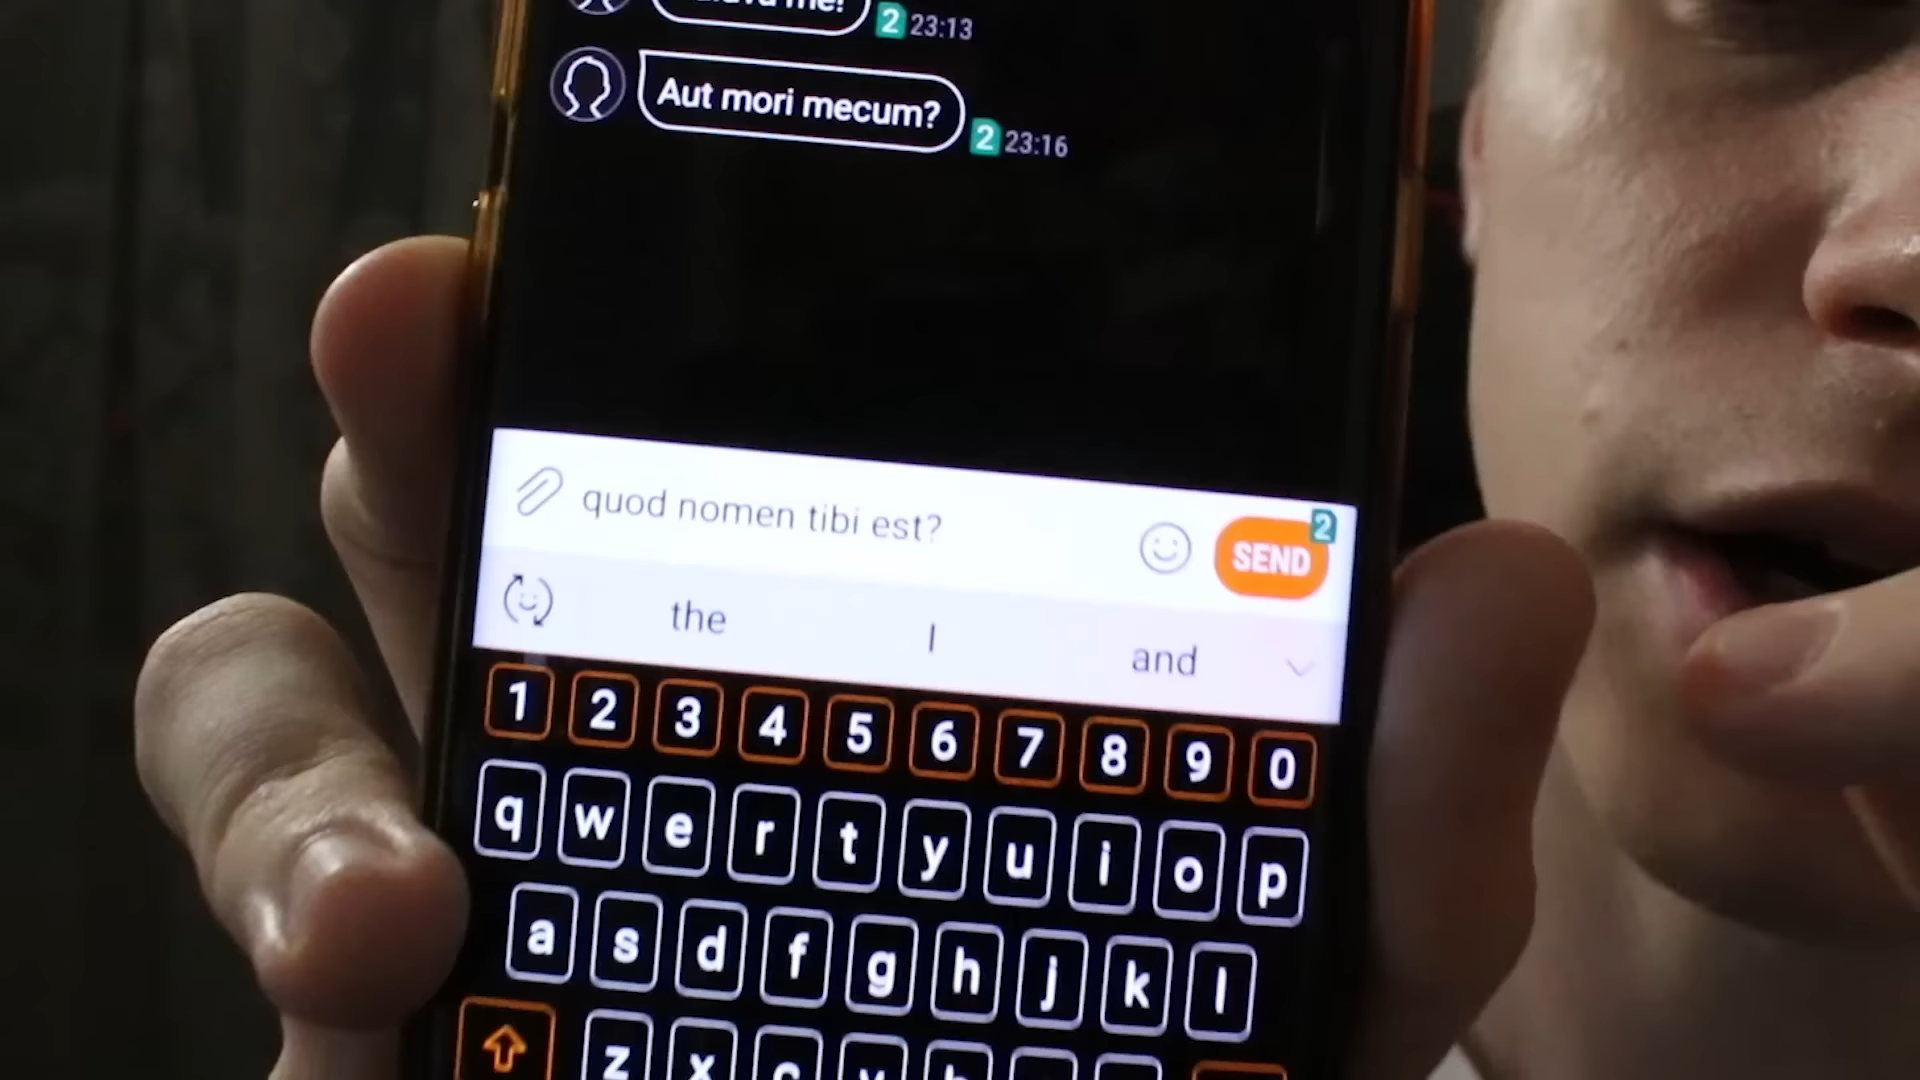 me!
2 23:13
Aut mori mecum?
2 23:16
quod nomen tibi est?
2
SEND
the I and
1 2 3 4 5 6 7 8 9 0
q w e r t y u i o p
a s d f g h j k l
z x c v b